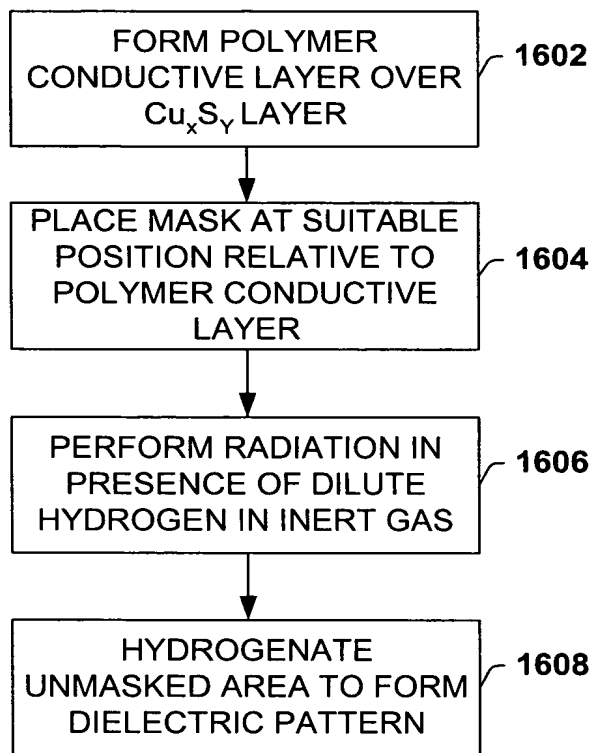 FORM POLYMER
CONDUCTIVE LAYER OVER
CuxSY LAYER
1602
PLACE MASK AT SUITABLE
POSITION RELATIVE TO
POLYMER CONDUCTIVE
LAYER
1604
PERFORM RADIATION IN
PRESENCE OF DILUTE
HYDROGEN IN INERT GAS
1606
HYDROGENATE
UNMASKED AREA TO FORM
DIELECTRIC PATTERN
1608